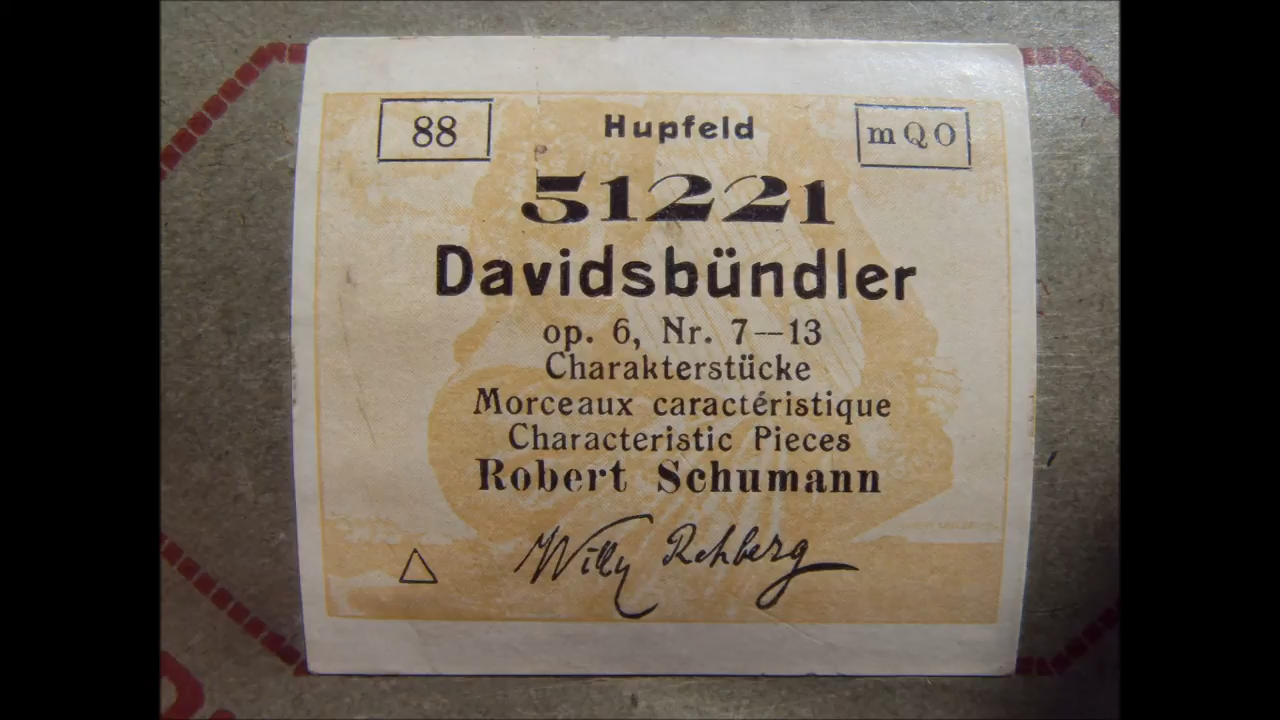 88 Hupfeld mQO
51221
Davidsbündler
op. 6, Nr. 7—13
Charakterstücke
Morceaux caractéristique
Characteristic Pieces
Robert Schumann
Willy Rehberg